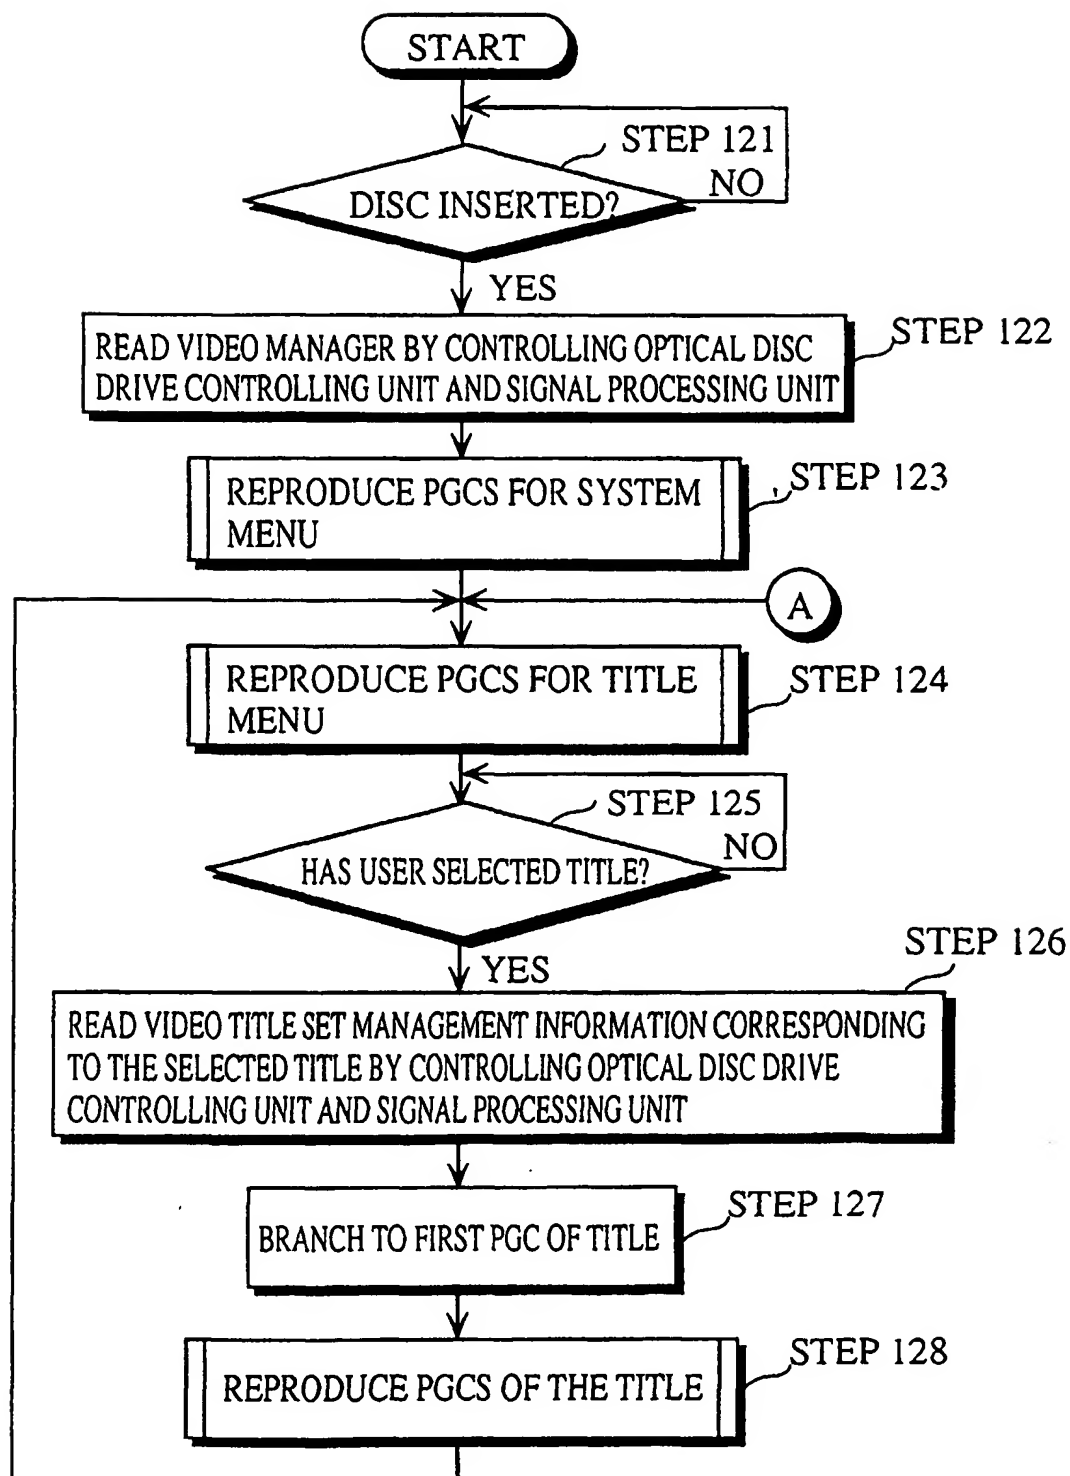 START
STEP 121
NO
DISC INSERTED?
YES
STEP 122
READ VIDEO MANAGER BY CONTROLLING OPTICAL DISC
DRIVE CONTROLLING UNIT AND SIGNAL PROCESSING UNIT
STEP 123
REPRODUCE PGCS FOR SYSTEM
MENU
A
REPRODUCE PGCS FOR TITLE
MENU
STEP 124
STEP 125
NO
HAS USER SELECTED TITLE?
YES
STEP 126
READ VIDEO TITLE SET MANAGEMENT INFORMATION CORRESPONDING
TO THE SELECTED TITLE BY CONTROLLING OPTICAL DISC DRIVE
CONTROLLING UNIT AND SIGNAL PROCESSING UNIT
STEP 127
BRANCH TO FIRST PGC OF TITLE
STEP 128
REPRODUCE PGCS OF THE TITLE